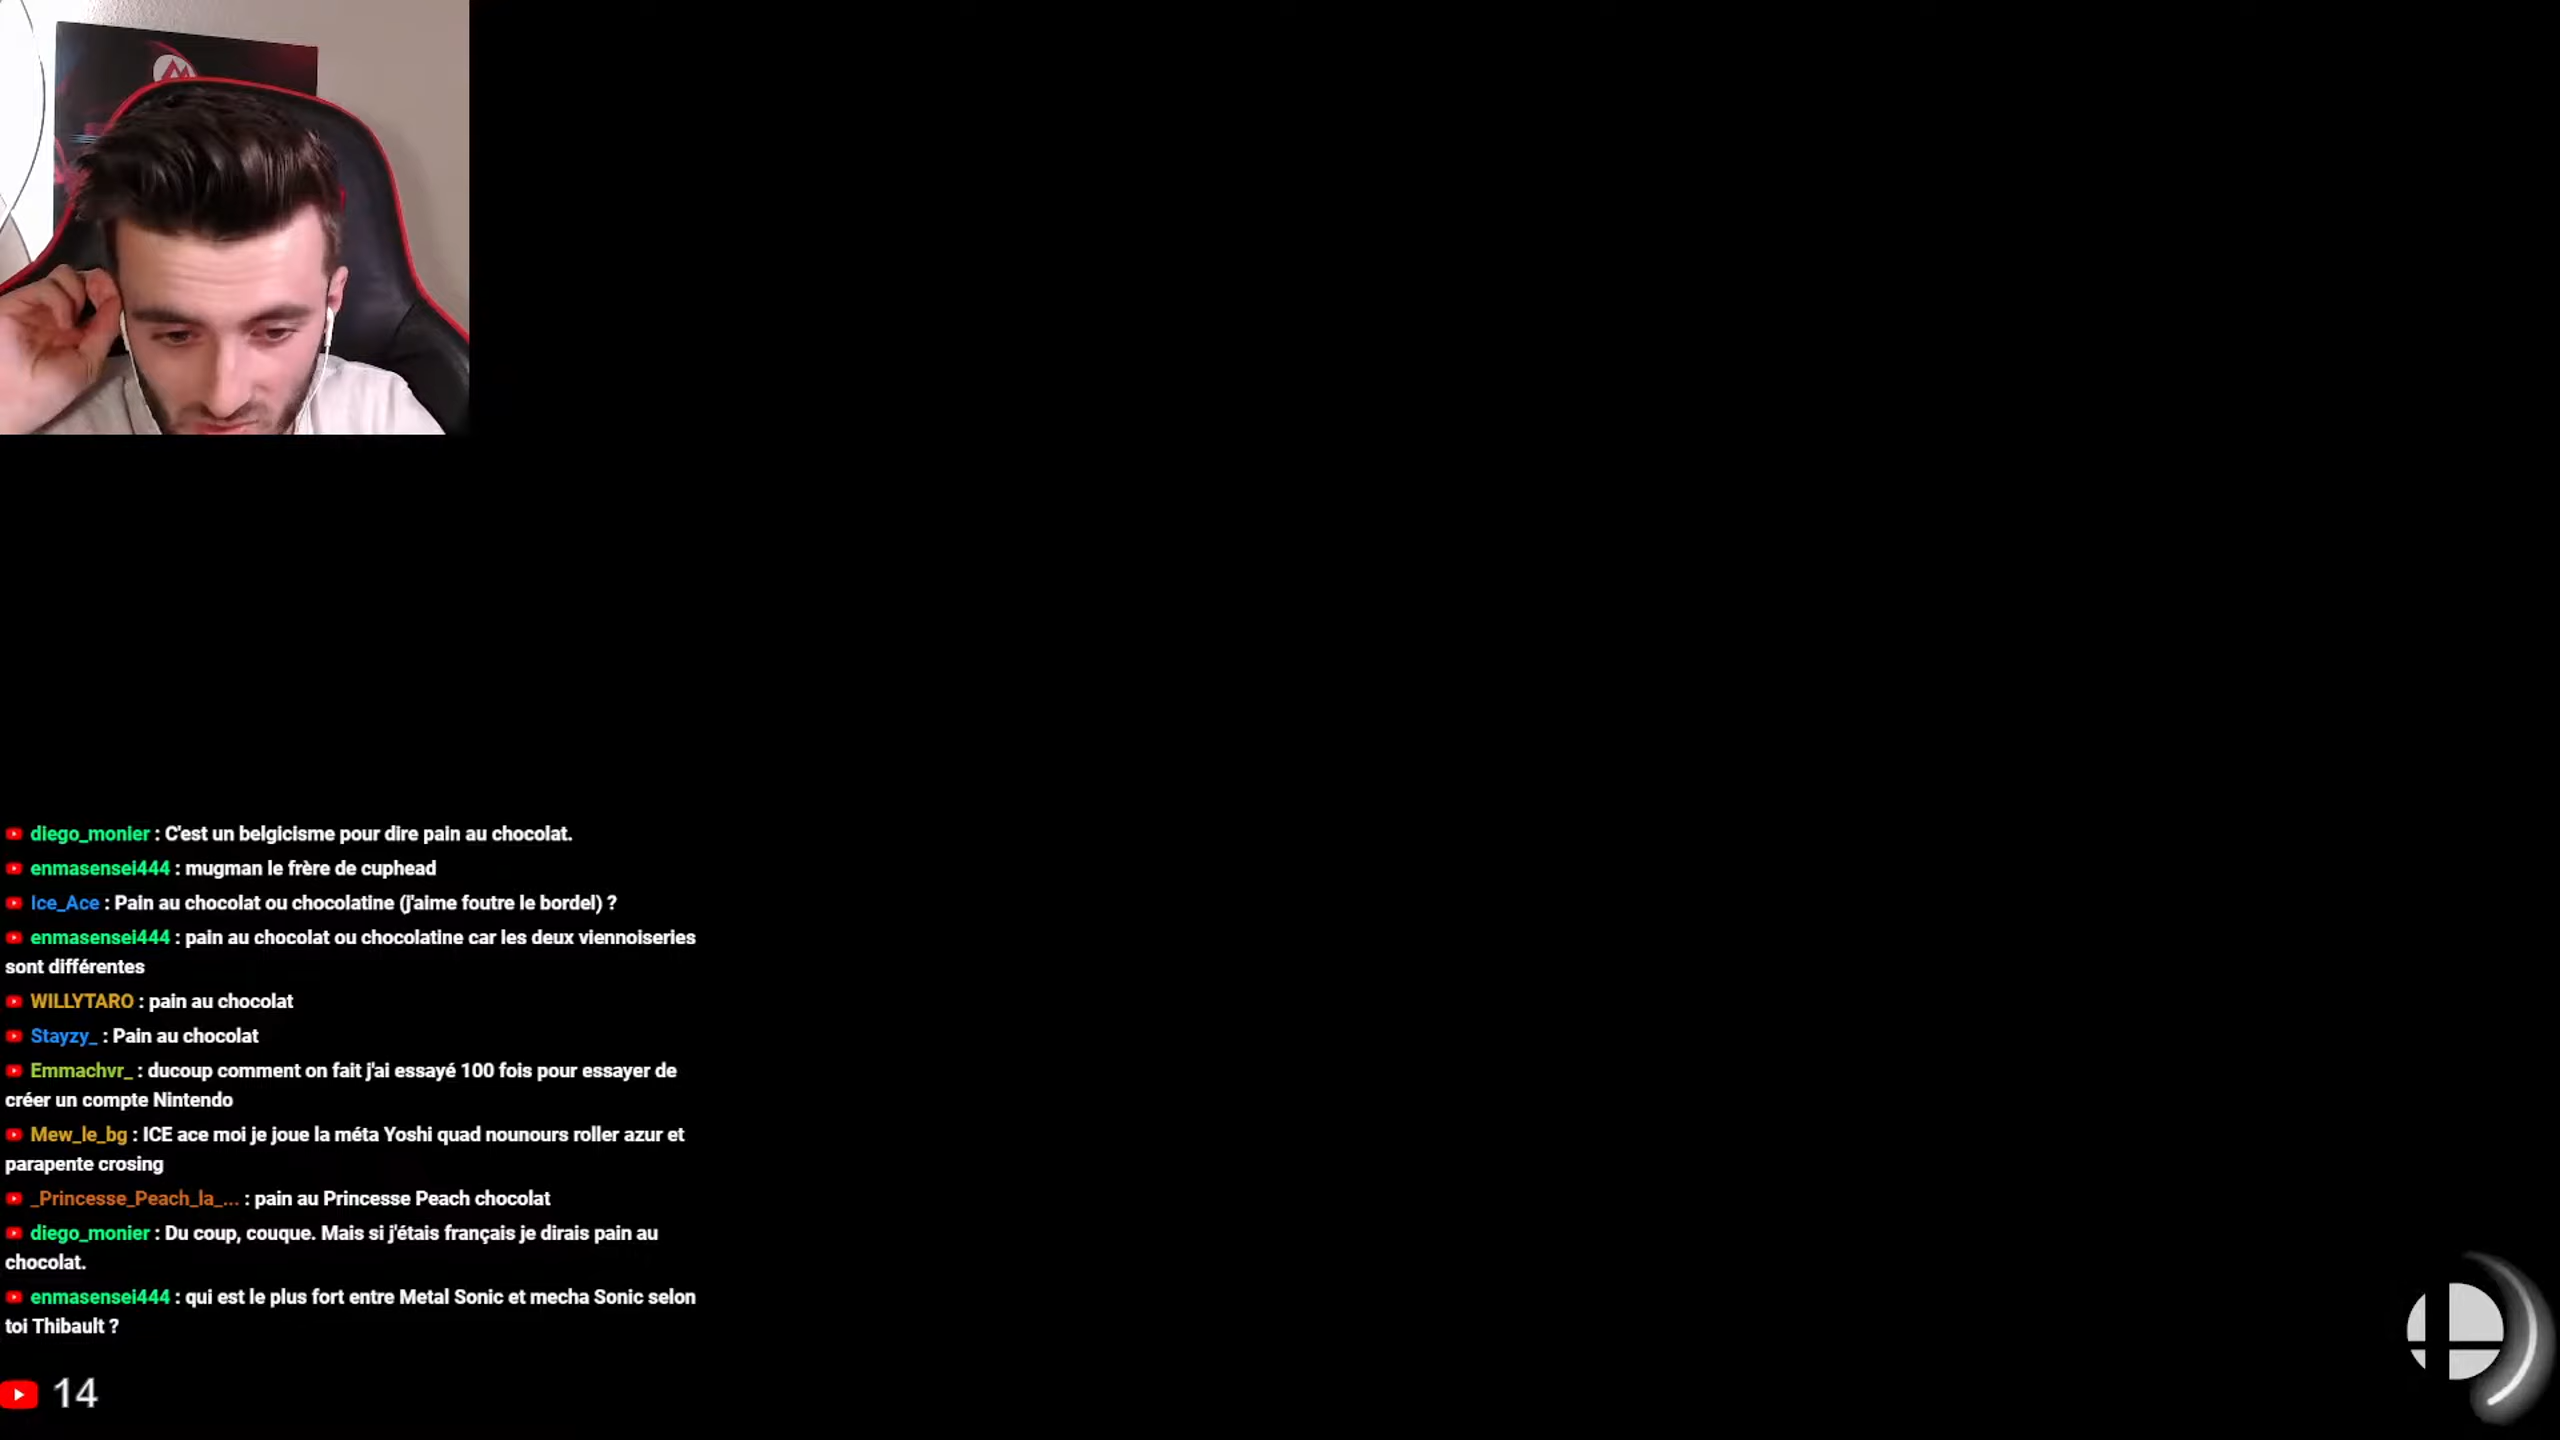 diego_monier : C'est un belgicisme pour dire pain au chocolat.
enmasensei444 : mugman le frère de cuphead
Ice_Ace : Pain au chocolat ou chocolatine (j'aime foutre le bordel) ?
enmasensei444 : pain au chocolat ou chocolatine car les deux viennoiseries
sont différentes
WILLYTARO : pain au chocolat
Stayzy_ : Pain au chocolat
Emmachvr_ : ducoup comment on fait j'ai essayé 100 fois pour essayer de
créer un compte Nintendo
Mew_le_bg : ICE ace moi je joue la méta Yoshi quad nounours roller azur et
parapente crosing
_Princesse_Peach_la_... : pain au Princesse Peach chocolat
diego_monier : Du coup, couque. Mais si j'étais français je dirais pain au
chocolat.
enmasensei444 : qui est le plus fort entre Metal Sonic et mecha Sonic selon
toi Thibault ?
14